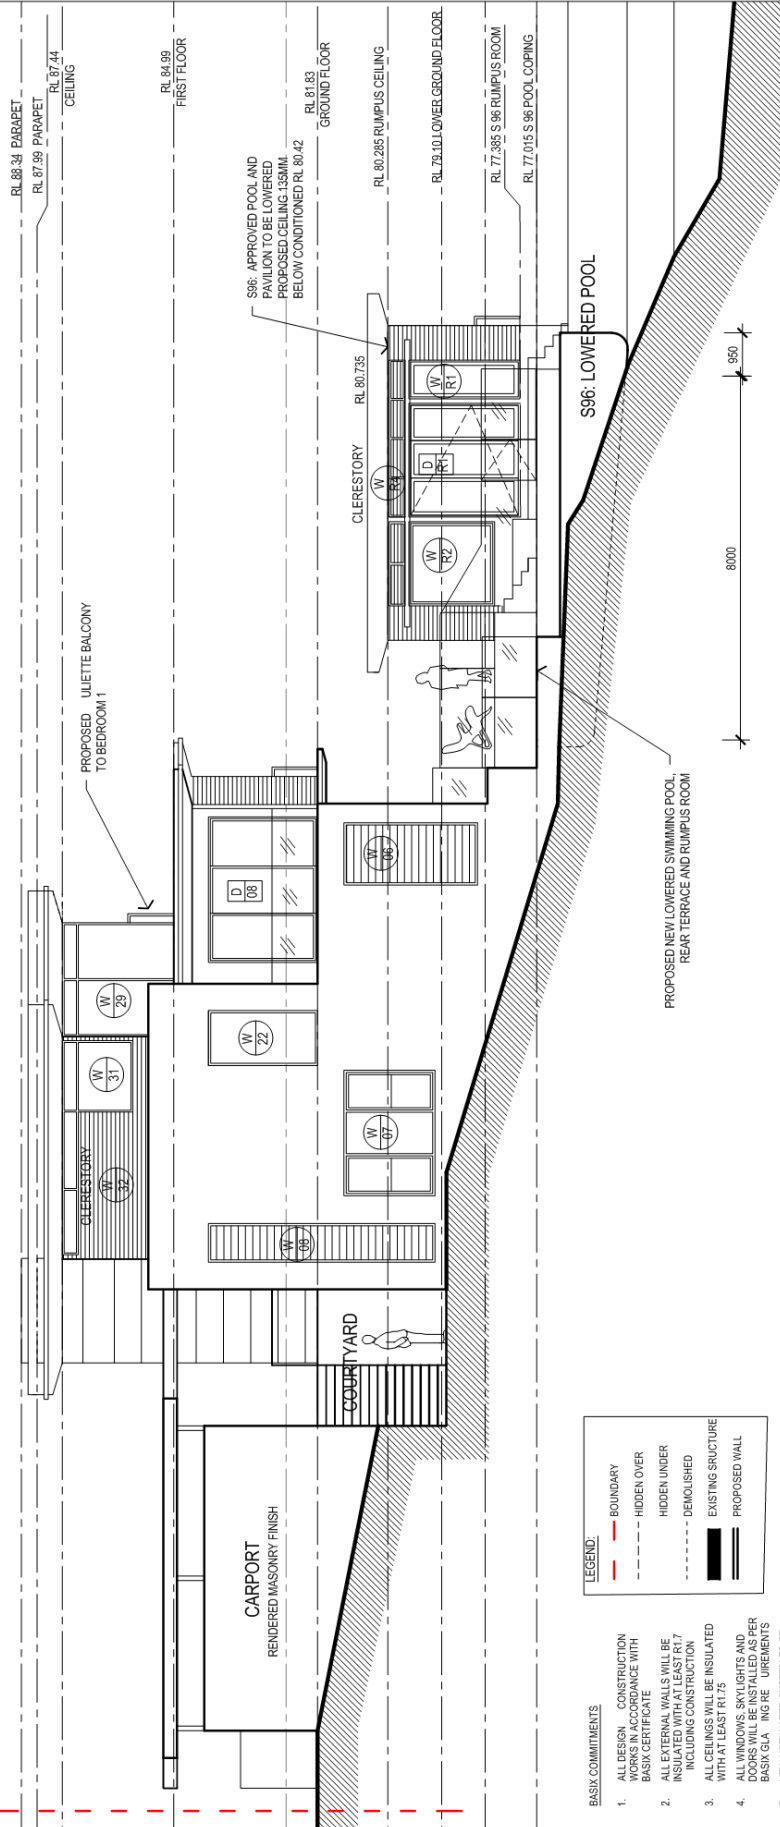 RL 88.34 PARAPET
RL 87.99 PARAPET
RL 87.44
CEILING
RL 84.99
FIRST FLOOR
RL 81.83
GROUND FLOOR
RL 80.285 RUMPUS CEILING
RL 79.10 LOWER GROUND FLOOR
RL 77.385 S 96 RUMPUS ROOM
RL 77.015 S 96 POOL COPING
S96: APPROVED POOL AND
PAVILION TO BE LOWERED
PROPOSED CEILING 135MM
BELOW CONDITIONED RL 80.42
PROPOSED ULIETTE BALCONY
TO BEDROOM 1
CLERESTORY
RL 80.735
W
R4
W
R2
D
R1
W
R1
S96: LOWERED POOL
950
8000
PROPOSED NEW LOWERED SWIMMING POOL,
REAR TERRACE AND RUMPUS ROOM
CLERESTORY
W
32
W
31
W
29
W
22
D
08
W
08
W
07
W
06
COURTYARD
CARPORT
RENDERED MASONRY FINISH
LEGEND:
BOUNDARY
HIDDEN OVER
HIDDEN UNDER
DEMOLISHED
EXISTING SRUCTURE
PROPOSED WALL
BASIX COMMITMENTS
1. ALL DESIGN CONSTRUCTION
WORKS IN ACCORDANCE WITH
BASIX CERTIFICATE
2. ALL EXTERNAL WALLS WILL BE
INSULATED WITH AT LEAST R1.7
INCLUDING CONSTRUCTION
3. ALL CEILINGS WILL BE INSULATED
WITH AT LEAST R1.75
4. ALL WINDOWS, SKYLIGHTS AND
DOORS WILL BE INSTALLED AS PER
BASIX GLA ING RE UIREMENTS